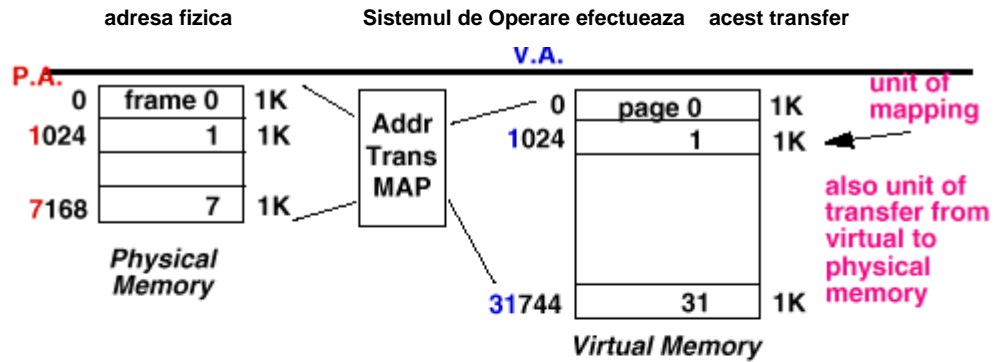 adresa fizica Sistemul de Operare efectueaza acest transfer
V.A.
P.A.
0 frame 0 1K
1024 1 1K
7168 7 1K
Physical
Memory
Addr
Trans
MAP
0 page 0 1K
1024 1 1K
31744 31 1K
Virtual Memory
unit of
mapping
also unit of
transfer from
virtual to
physical
memory